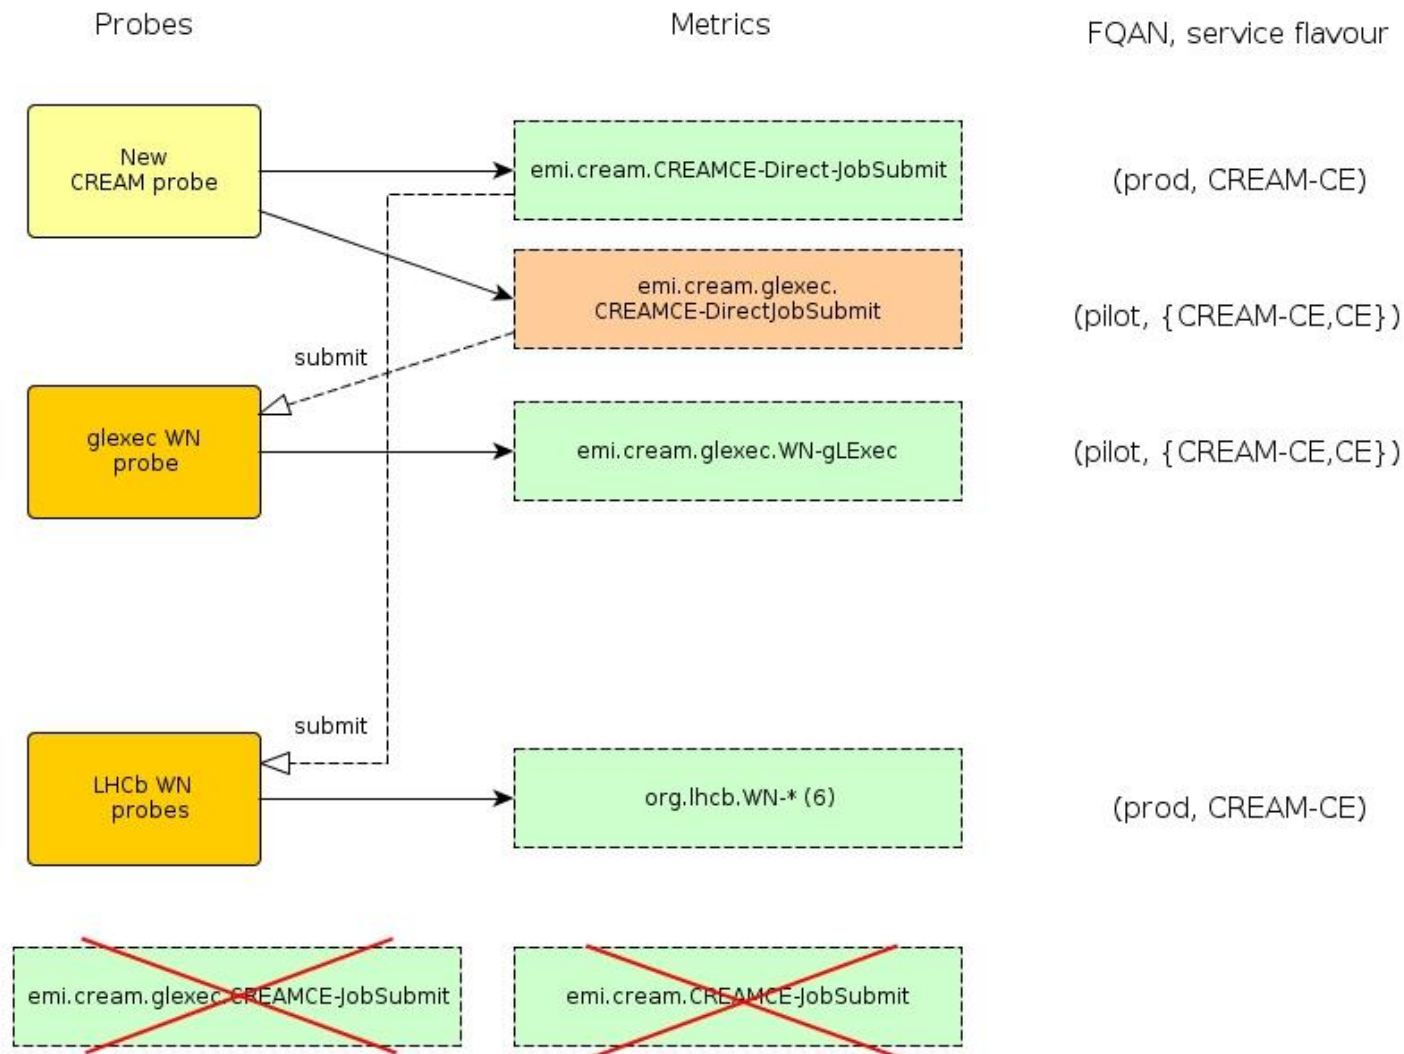 Probes
Metrics
FQAN, service flavour
New
CREAM probe
emi.cream.CREAMCE-Direct-JobSubmit
(prod, CREAM-CE)
emi.cream.glexec.
CREAMCE-DirectJobSubmit
(pilot, {CREAM-CE,CE})
submit
glexec WN
probe
emi.cream.glexec.WN-gLExec
(pilot, {CREAM-CE,CE})
submit
LHCb WN
probes
org.lhcb.WN-* (6)
(prod, CREAM-CE)
emi.cream.glexec.CREAMCE-JobSubmit
emi.cream.CREAMCE-JobSubmit